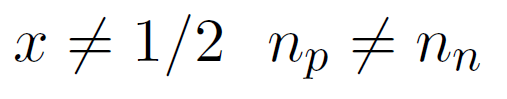 x ≠ 1/2 n_p ≠ n_n